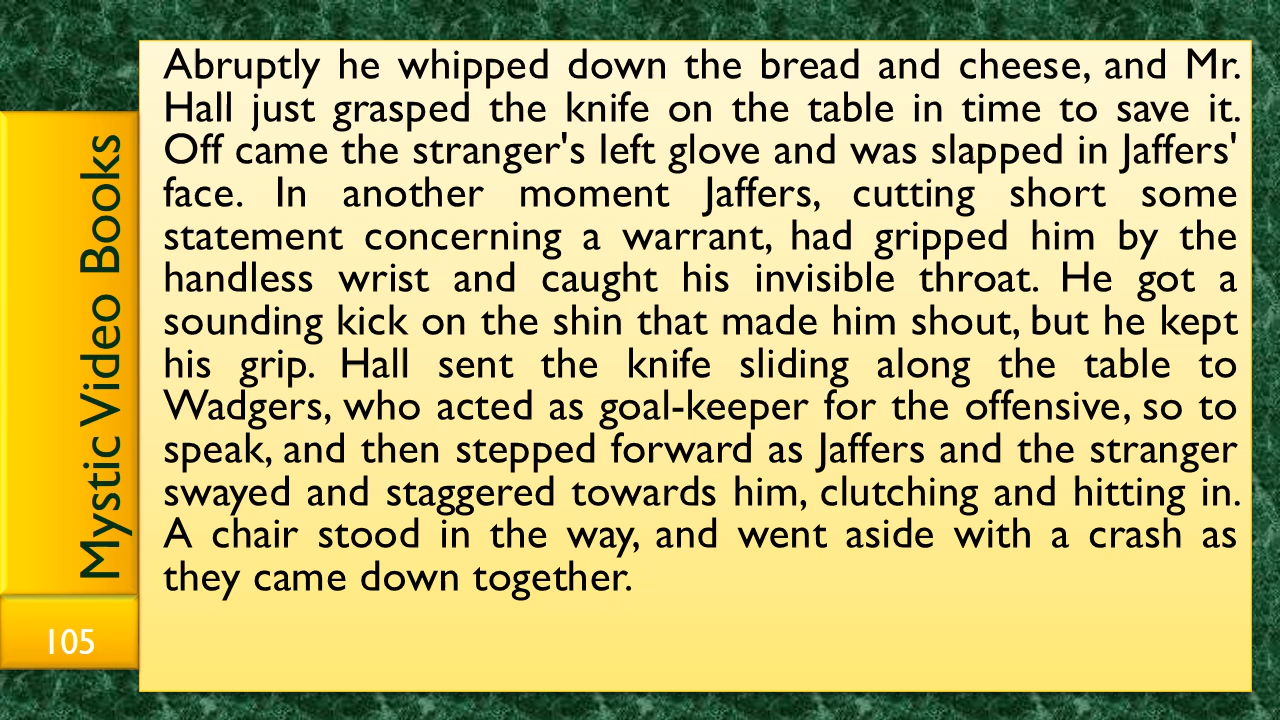 Mystic Video Books
105
Abruptly he whipped down the bread and cheese, and Mr.
Hall just grasped the knife on the table in time to save it.
Off came the stranger's left glove and was slapped in Jaffers'
face. In another moment Jaffers, cutting short some
statement concerning a warrant, had gripped him by the
handless wrist and caught his invisible throat. He got a
sounding kick on the shin that made him shout, but he kept
his grip. Hall sent the knife sliding along the table to
Wadgers, who acted as goal-keeper for the offensive, so to
speak, and then stepped forward as Jaffers and the stranger
swayed and staggered towards him, clutching and hitting in.
A chair stood in the way, and went aside with a crash as
they came down together.